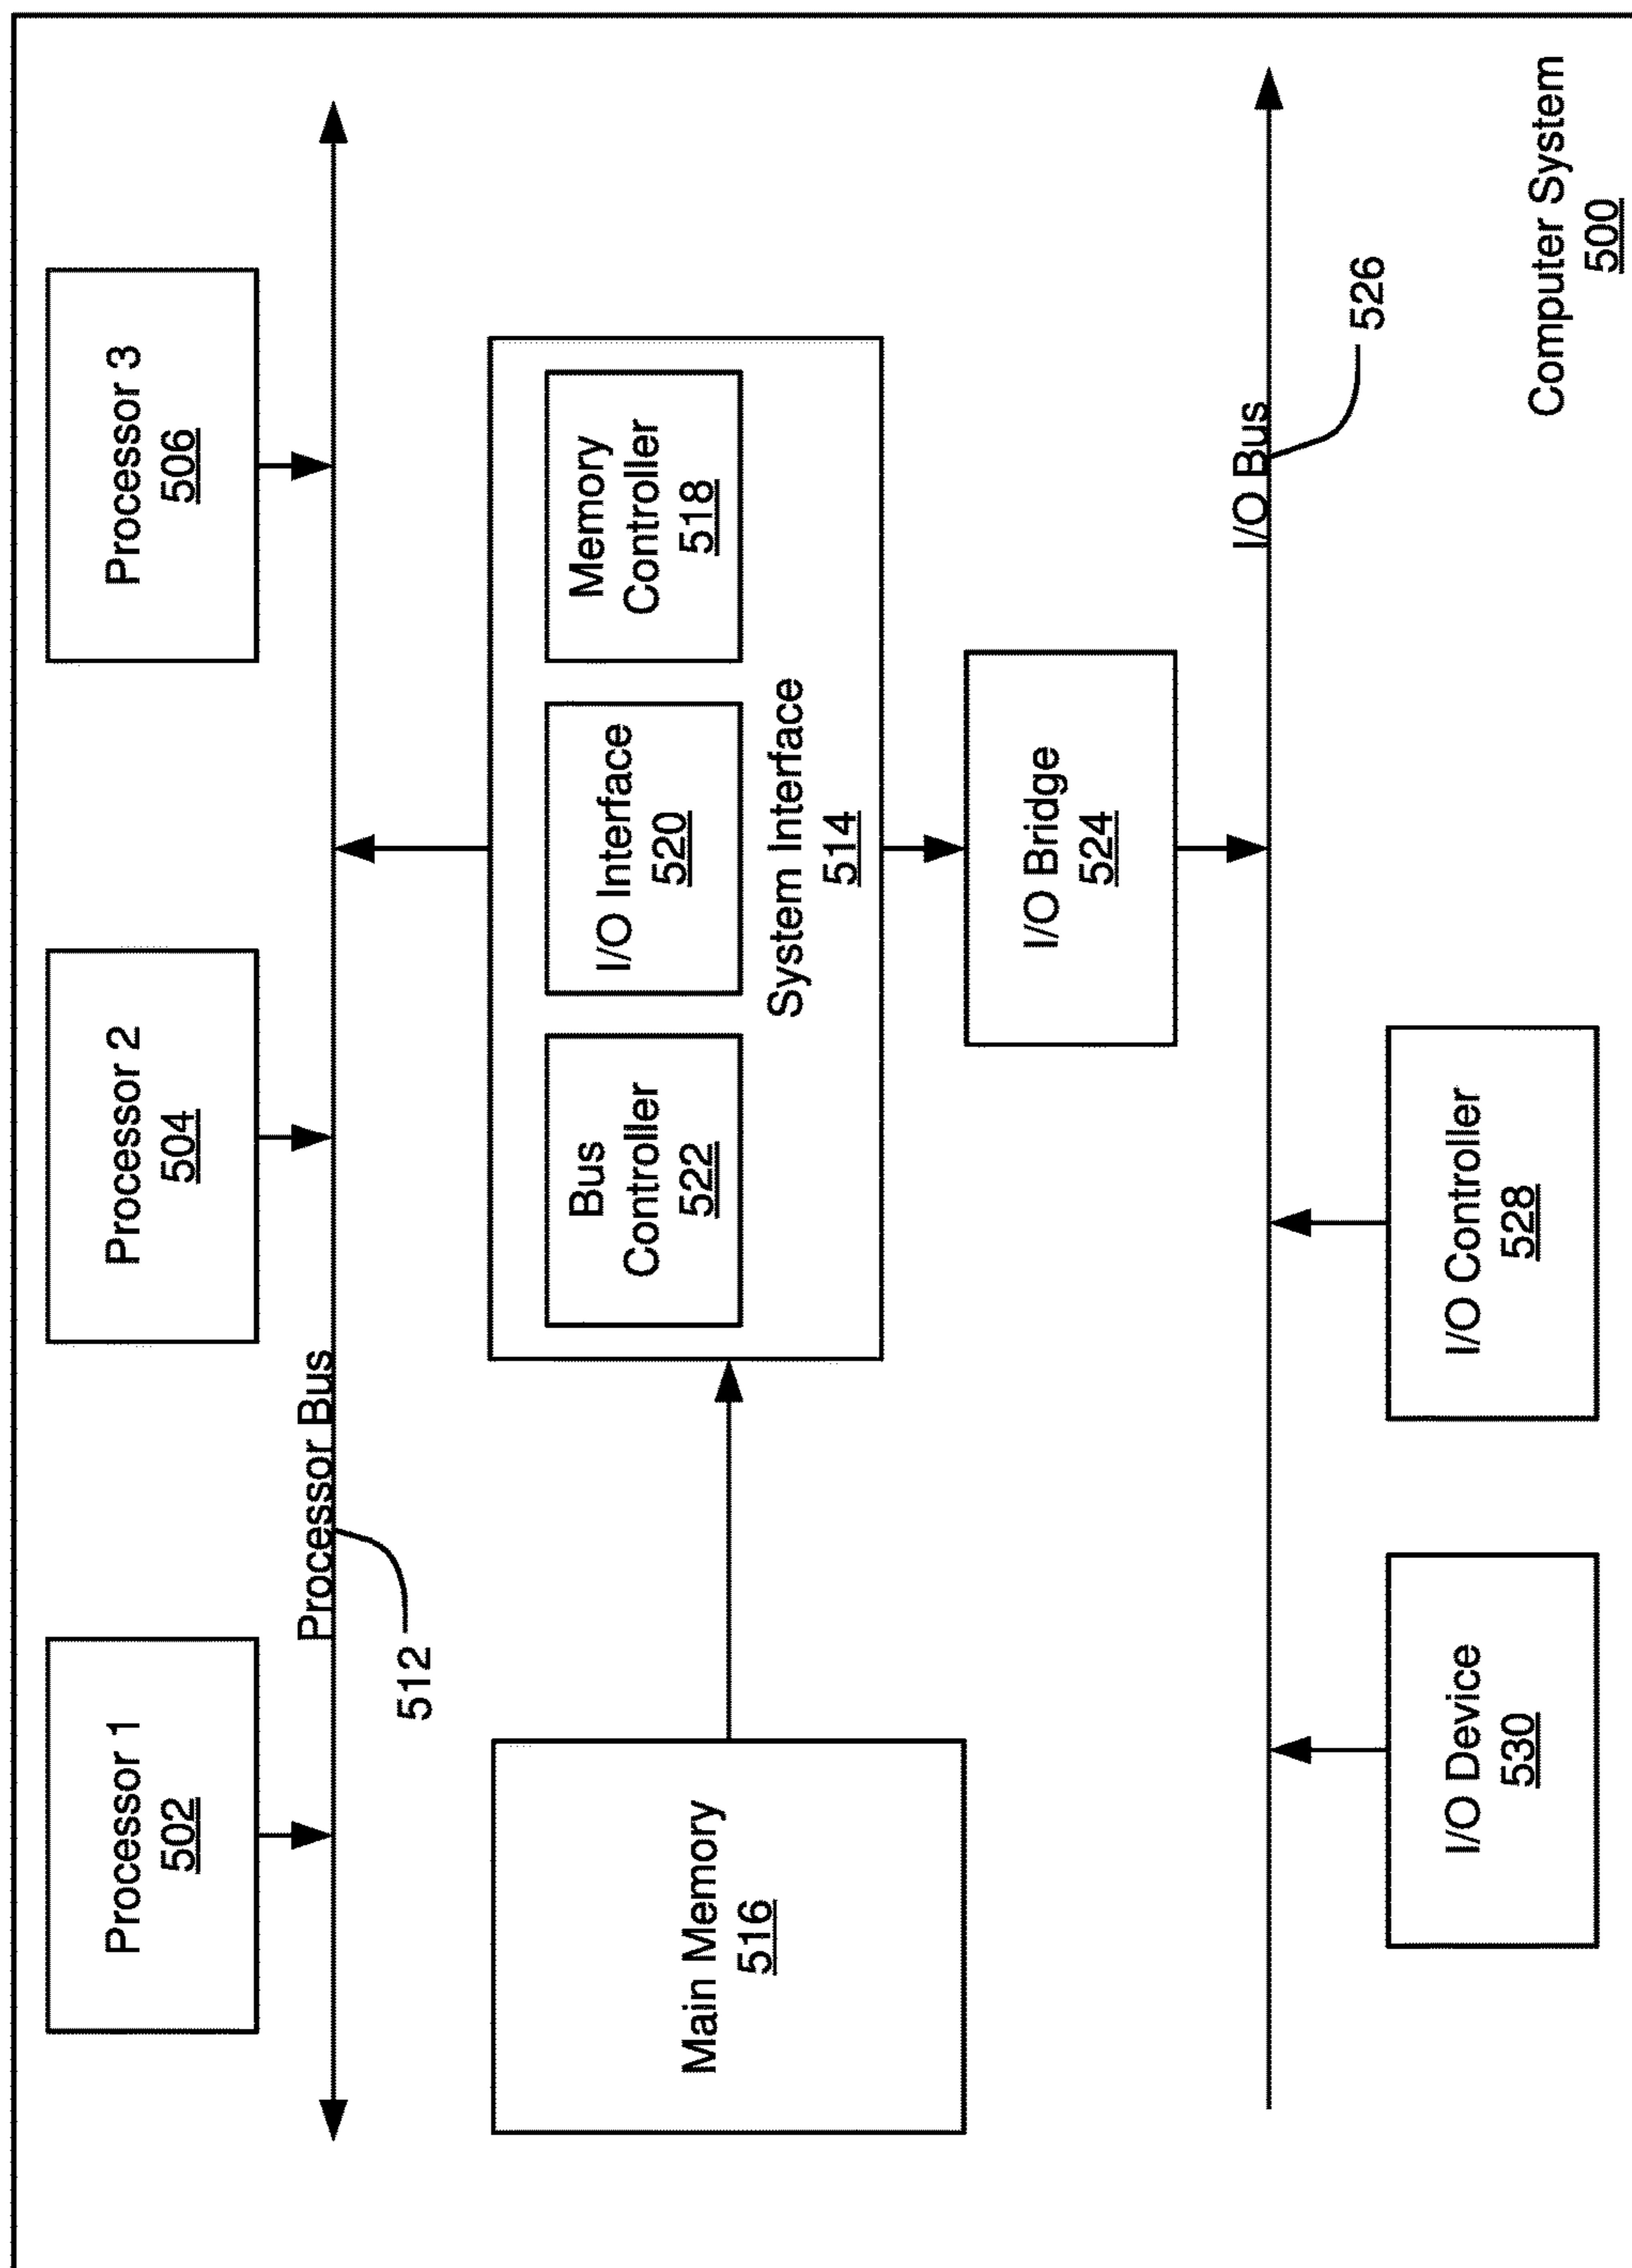 Processor 1
502
Processor 2
504
Processor 3
506
Processor Bus
512
Main Memory
516
Bus
Controller
522
I/O Interface
520
Memory
Controller
518
System Interface
514
I/O Bridge
524
I/O Bus
526
I/O Device
530
I/O Controller
528
Computer System
500